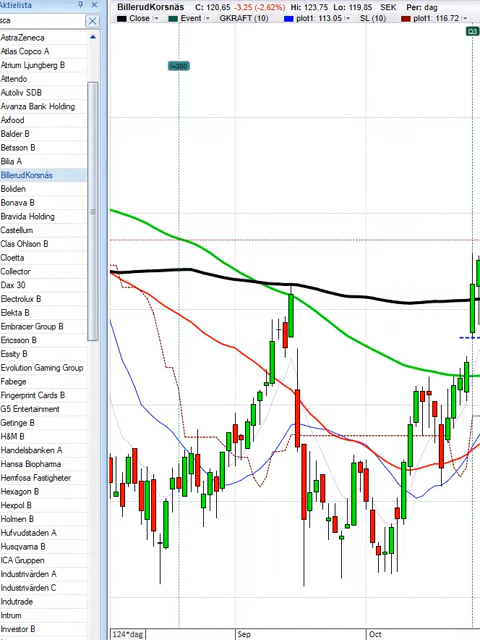 Aktielista
BillerudKorsnäs C: 120,65 -3,25 (-2,62%) Hi: 123,75 Lo: 119,85 SEK Per: dag
sca
Close Event GKRAFT (10) plot1: 113.05 SL (10) plot1: 116.72
Q3
AstraZeneca
Atlas Copco A
Atrium Ljungberg B
I+300
Attendo
Autoliv SDB
Avanza Bank Holding
Axfood
Balder B
Betsson B
Bilia A
BillerudKorsnäs
Boliden
Bonava B
Bravida Holding
Castellum
Clas Ohlson B
Cloetta
Collector
Dax 30
Electrolux B
Elekta B
Embracer Group B
Ericsson B
Essity B
Evolution Gaming Group
Fabege
Fingerprint Cards B
G5 Entertainment
Getinge B
H&M B
Handelsbanken A
Hansa Biopharma
Hemfosa Fastigheter
Hexagon B
Hexpol B
Holmen B
Hufvudstaden A
Husqvarna B
ICA Gruppen
Industrivärden A
Industrivärden C
Indutrade
Intrum
Investor B
124*dag Sep Oct